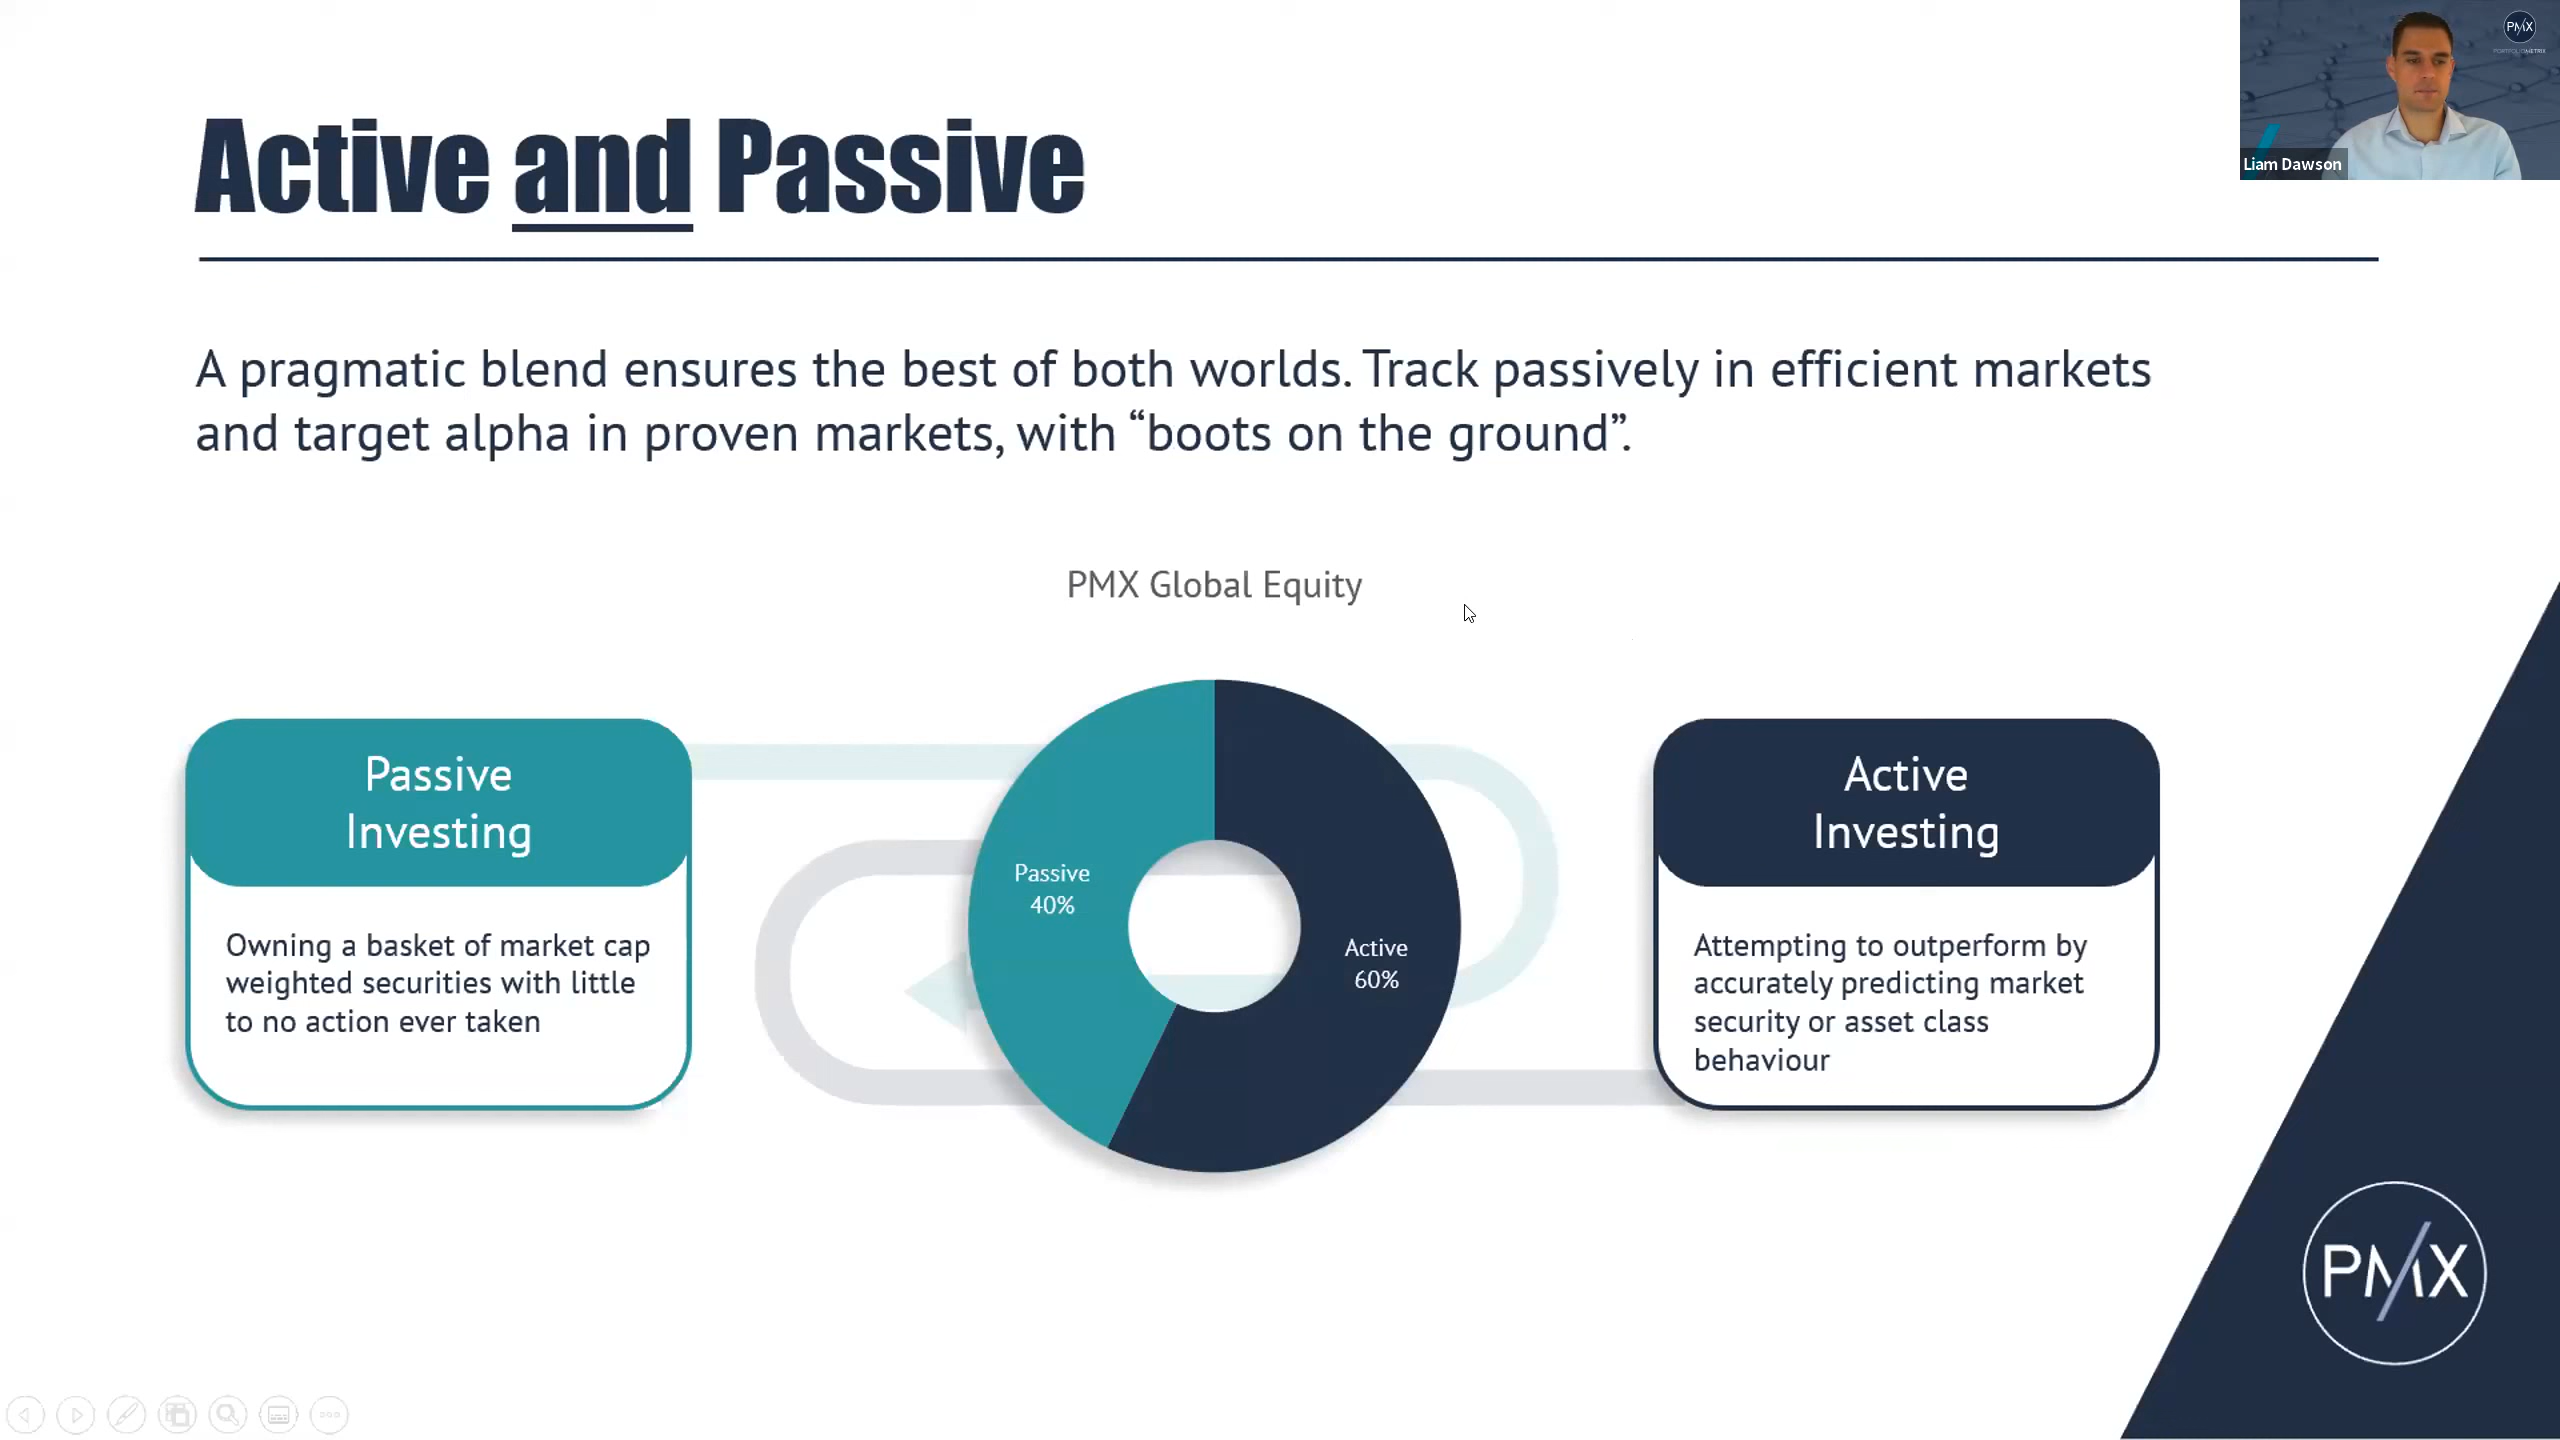 PMX
PORTFOLIOMETRIX
Liam Dawson
Active and Passive
A pragmatic blend ensures the best of both worlds. Track passively in efficient markets
and target alpha in proven markets, with “boots on the ground”.
PMX Global Equity
Passive
Investing
Owning a basket of market cap
weighted securities with little
to no action ever taken
Passive
40%
Active
60%
Active
Investing
Attempting to outperform by
accurately predicting market
security or asset class
behaviour
PMX